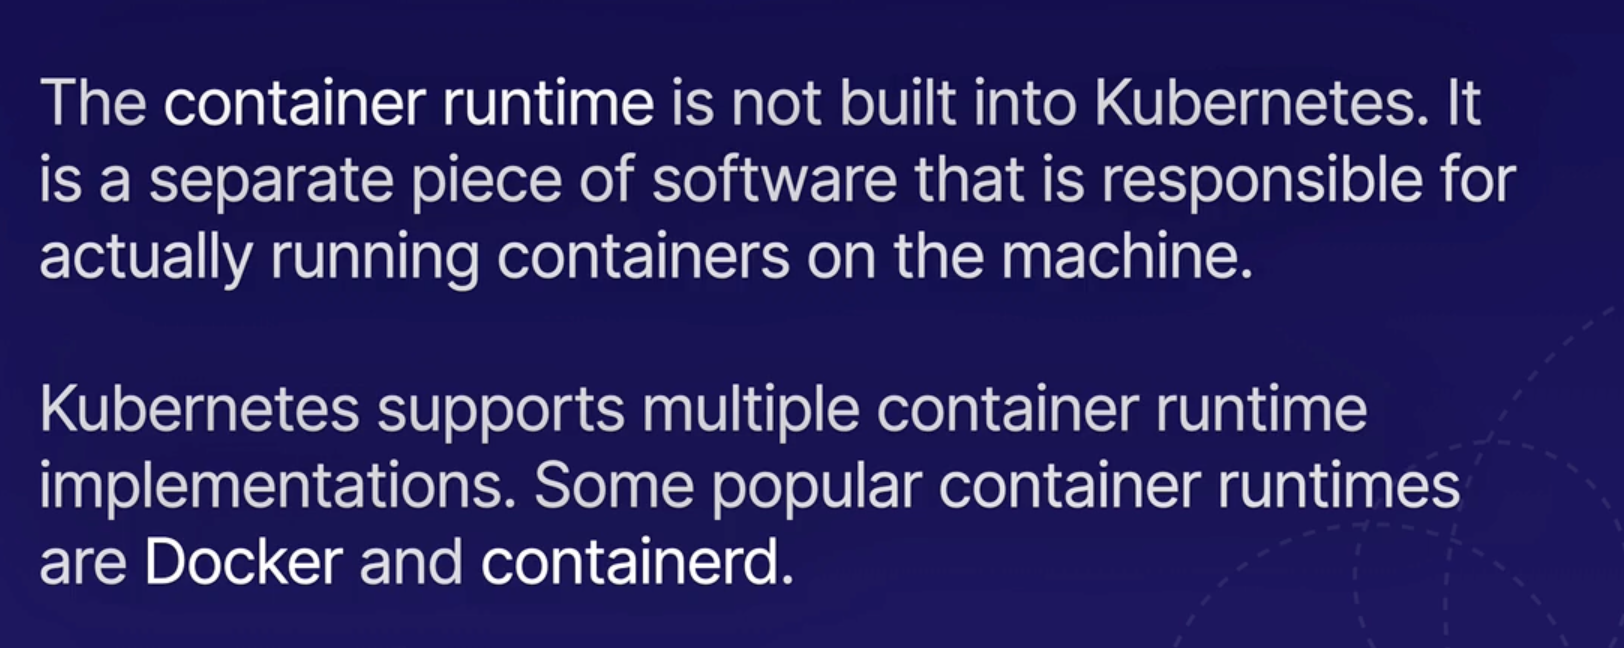 The container runtime is not built into Kubernetes. It
is a separate piece of software that is responsible for
actually running containers on the machine.
Kubernetes supports multiple container runtime
implementations. Some popular container runtimes
are Docker and containerd.